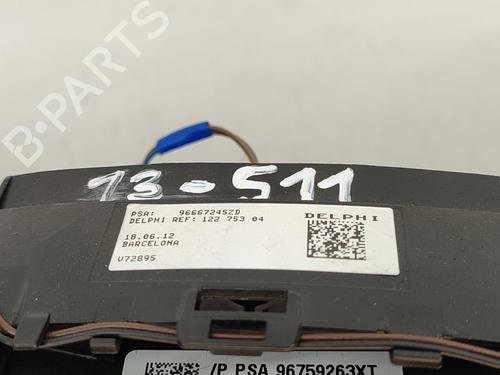 B-PARTS
13-511
PSA: 96667245ZD
DELPHI REF: 122 753 04
DELPHI
18.06.12
BARCELONA
V72895
/P PSA 96759263XT